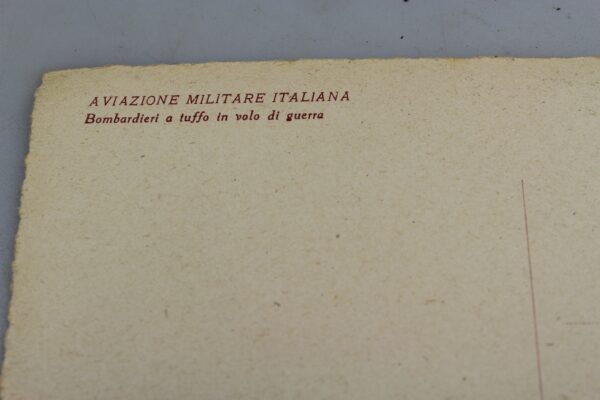 AVIAZIONE MILITARE ITALIANA
Bombardieri a tuffo in volo di guerra